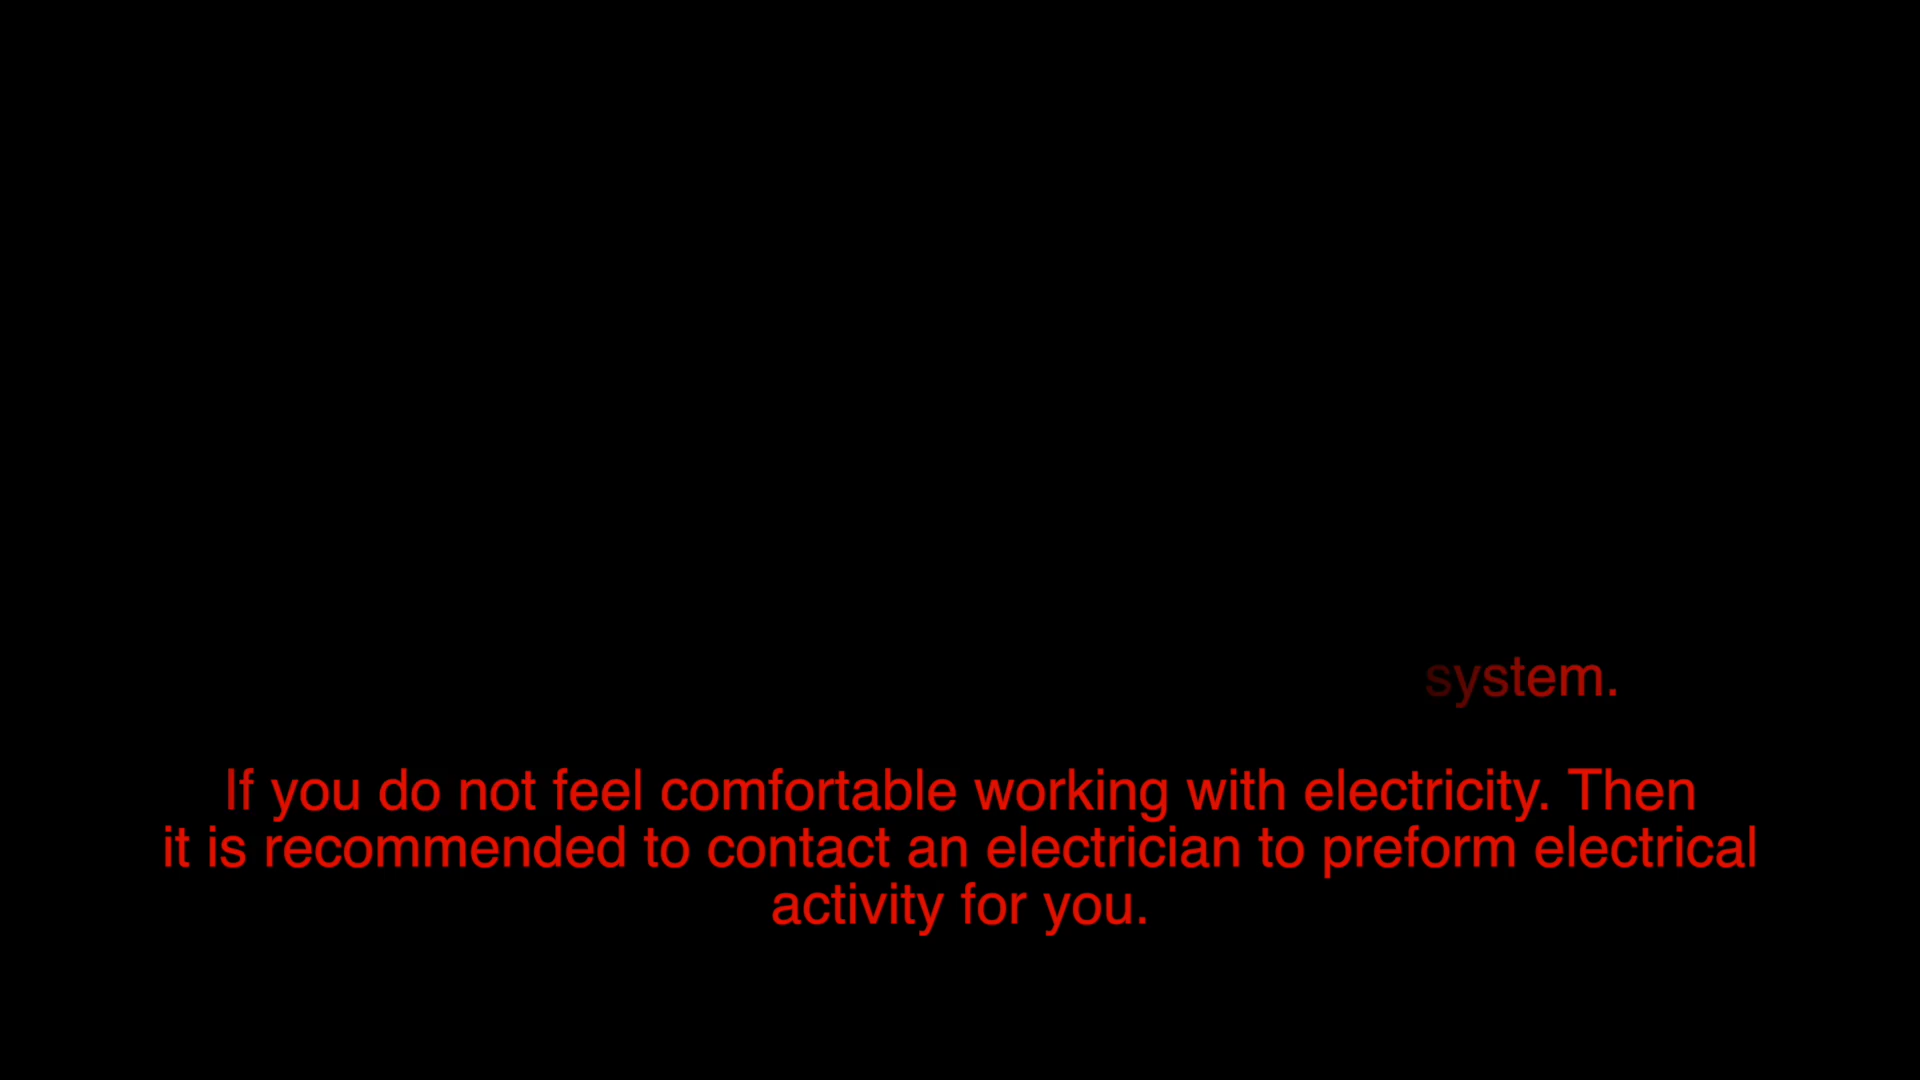 system.
If you do not feel comfortable working with electricity. Then
it is recommended to contact an electrician to preform electrical
activity for you.